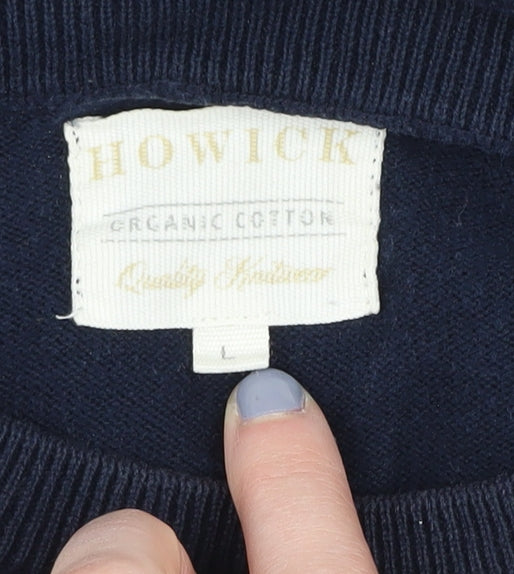 HOWICK
ORGANIC COTTON
Quality Knitwear
L